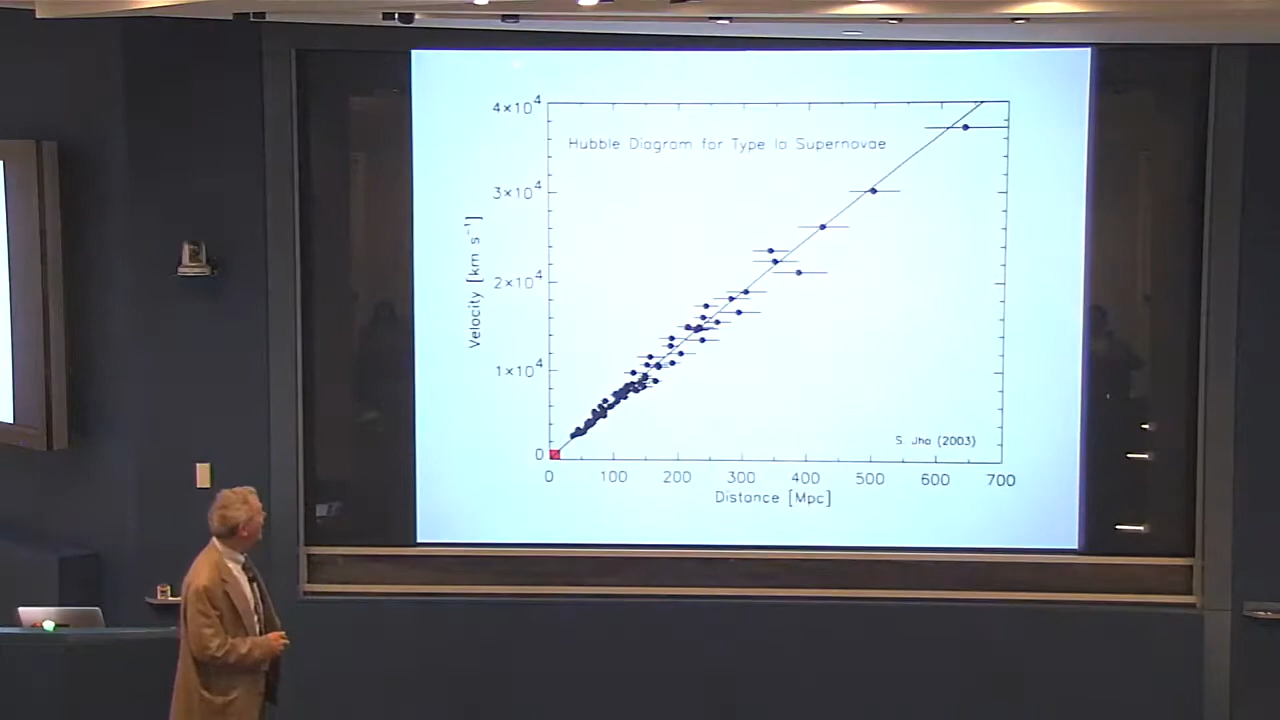 4×10⁴
Hubble Diagram for Type Ia Supernovae
3×10⁴
Velocity [km s⁻¹]
2×10⁴
1×10⁴
S. Jha (2003)
0
0 100 200 300 400 500 600 700
Distance [Mpc]